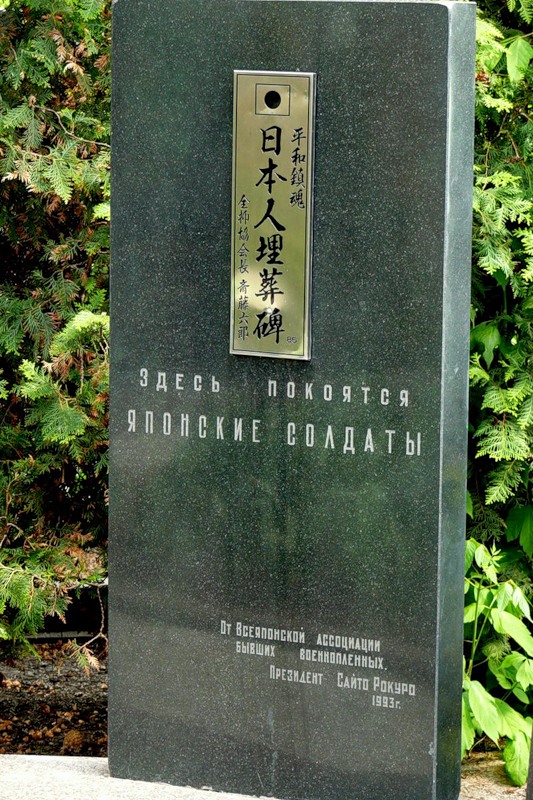 平和鎮魂
日本人埋葬碑
全抑協会長 斉藤六郎
85
Здесь покоятся
японские солдаты
От Всеяпонской ассоциации
бывших военнопленных.
Президент Сайто Рокуро
1993г.